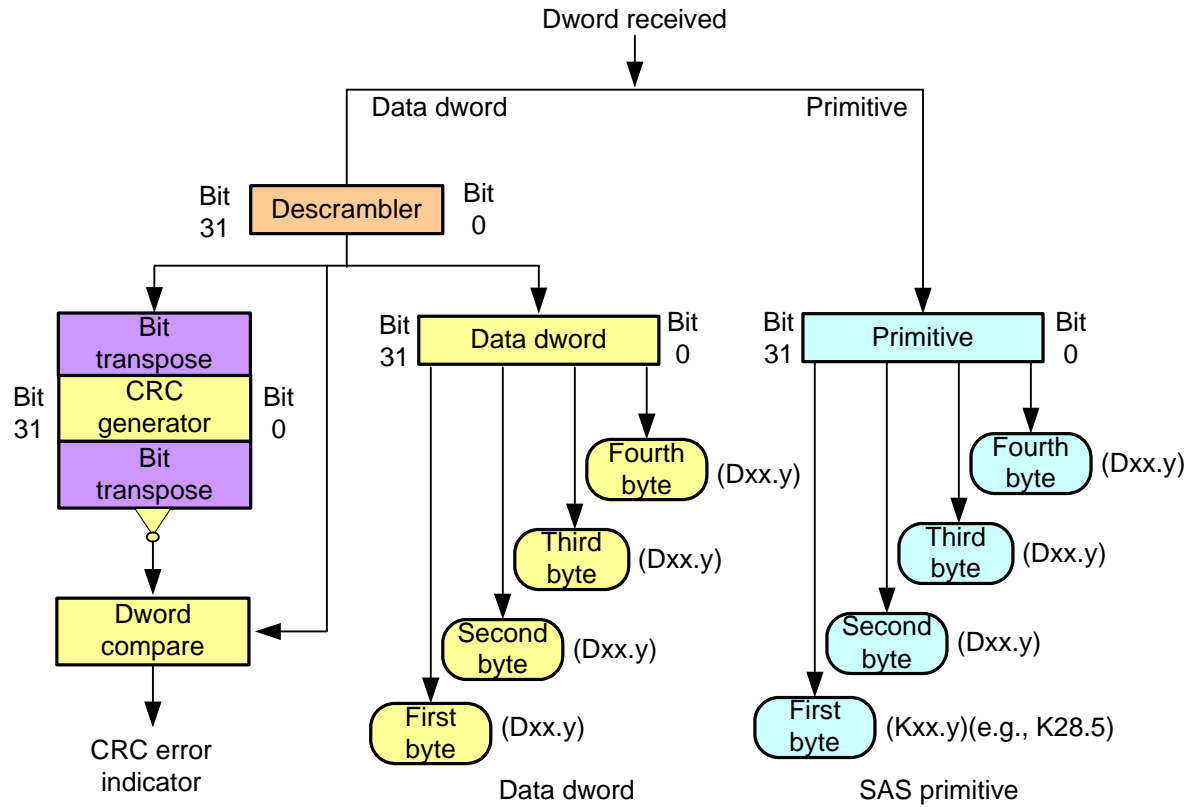 Dword received
Data dword
Primitive
Bit
31
Descrambler
Bit
0
Bit
transpose
Bit
31
CRC
generator
Bit
0
Bit
transpose
Dword
compare
CRC error
indicator
Bit
31
Data dword
Bit
0
Fourth
byte
(Dxx.y)
Third
byte
(Dxx.y)
Second
byte
(Dxx.y)
First
byte
(Dxx.y)
Data dword
Bit
31
Primitive
Bit
0
Fourth
byte
(Dxx.y)
Third
byte
(Dxx.y)
Second
byte
(Dxx.y)
First
byte
(Kxx.y)(e.g., K28.5)
SAS primitive